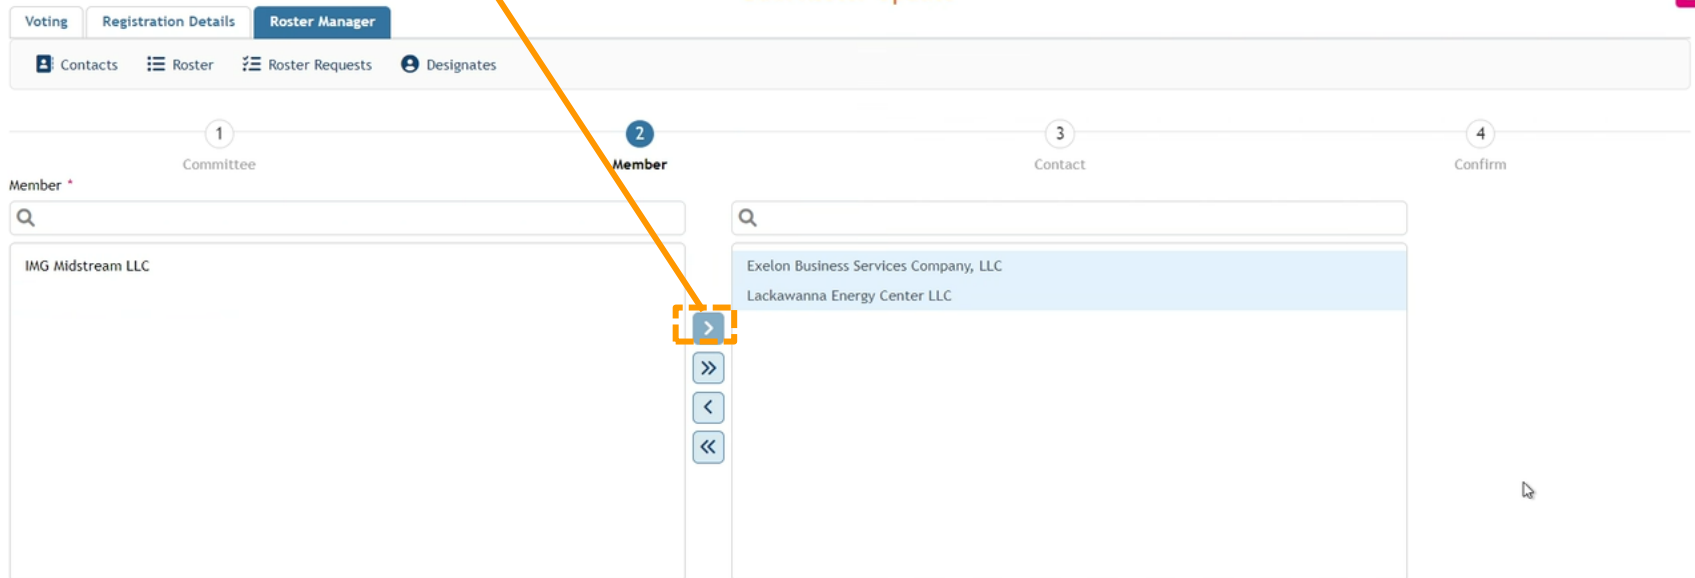 Voting Registration Details Roster Manager
Contacts Roster Roster Requests Designates
1 2 3 4
Committee Member Contact Confirm
Member *
IMG Midstream LLC
Exelon Business Services Company, LLC
Lackawanna Energy Center LLC